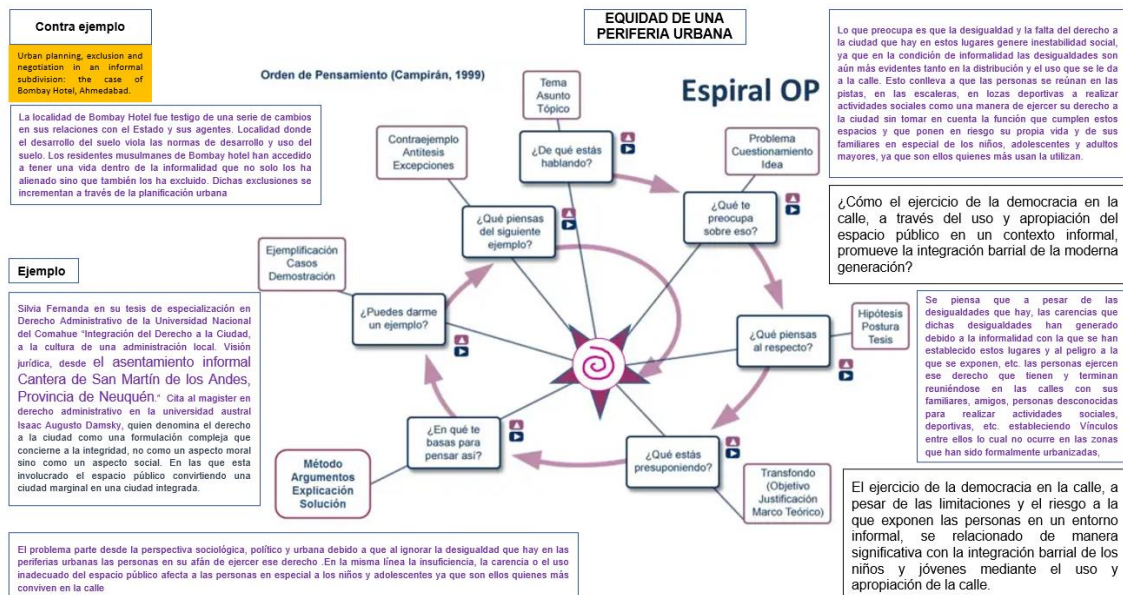 EQUIDAD DE UNA
PERIFERIA URBANA
Contra ejemplo
Urban planning, exclusion and
negotiation in an informal
subdivision: the case of
Bombay Hotel, Ahmedabad.
La localidad de Bombay Hotel fue testigo de una serie de cambios
en sus relaciones con el Estado y sus agentes. Localidad donde
el desarrollo del suelo viola las normas de desarrollo y uso del
suelo. Los residentes musulmanes de Bombay hotel han accedido
a tener una vida dentro de la informalidad que no solo los ha
alienado sino que también los ha excluido. Dichas exclusiones se
incrementan a través de la planificación urbana
Ejemplo
Silvia Fernanda en su tesis de especialización en
Derecho Administrativo de la Universidad Nacional
del Comahue "Integración del Derecho a la Ciudad,
a la cultura de una administración local. Visión
jurídica, desde el asentamiento informal
Cantera de San Martín de los Andes,
Provincia de Neuquén." Cita al magister en
derecho administrativo en la universidad austral
Isaac Augusto Damsky, quien denomina el derecho
a la ciudad como una formulación compleja que
concierne a la integridad, no como un aspecto moral
sino como un aspecto social. En las que esta
involucrado el espacio público convirtiendo una
ciudad marginal en una ciudad integrada.
Orden de Pensamiento (Campirán, 1999)
Espiral OP
Tema
Asunto
Tópico
¿De qué estás
hablando?
Problema
Cuestionamiento
Idea
¿Qué te
preocupa
sobre eso?
Hipótesis
Postura
Tesis
¿Qué piensas
al respecto?
Transfondo
(Objetivo
Justificación
Marco Teórico)
¿Qué estás
presuponiendo?
Método
Argumentos
Explicación
Solución
¿En qué te
basas para
pensar así?
Ejemplificación
Casos
Demostración
¿Puedes darme
un ejemplo?
Contraejemplo
Antítesis
Excepciones
¿Qué piensas
del siguiente
ejemplo?
Lo que preocupa es que la desigualdad y la falta del derecho a
la ciudad que hay en estos lugares genere inestabilidad social,
ya que en la condición de informalidad las desigualdades son
aún más evidentes tanto en la distribución y el uso que se le da
a la calle. Esto conlleva a que las personas se reúnan en las
pistas, en las escaleras, en lozas deportivas a realizar
actividades sociales como una manera de ejercer su derecho a
la ciudad sin tomar en cuenta la función que cumplen estos
espacios y que ponen en riesgo su propia vida y de sus
familiares en especial de los niños, adolescentes y adultos
mayores, ya que son ellos quienes más usan la utilizan.
¿Cómo el ejercicio de la democracia en la
calle, a través del uso y apropiación del
espacio público en un contexto informal,
promueve la integración barrial de la moderna
generación?
Se piensa que a pesar de las
desigualdades que hay, las carencias que
dichas desigualdades han generado
debido a la informalidad con la que se han
establecido estos lugares y al peligro a la
que se exponen, etc. las personas ejercen
ese derecho que tienen y terminan
reuniéndose en las calles con sus
familiares, amigos, personas desconocidas
para realizar actividades sociales,
deportivas, etc. estableciendo Vínculos
entre ellos lo cual no ocurre en las zonas
que han sido formalmente urbanizadas,
El ejercicio de la democracia en la calle, a
pesar de las limitaciones y el riesgo a la
que exponen las personas en un entorno
informal, se relacionado de manera
significativa con la integración barrial de los
niños y jóvenes mediante el uso y
apropiación de la calle.
El problema parte desde la perspectiva sociológica, político y urbana debido a que al ignorar la desigualdad que hay en las
periferias urbanas las personas en su afán de ejercer ese derecho .En la misma línea la insuficiencia, la carencia o el uso
inadecuado del espacio público afecta a las personas en especial a los niños y adolescentes ya que son ellos quienes más
conviven en la calle